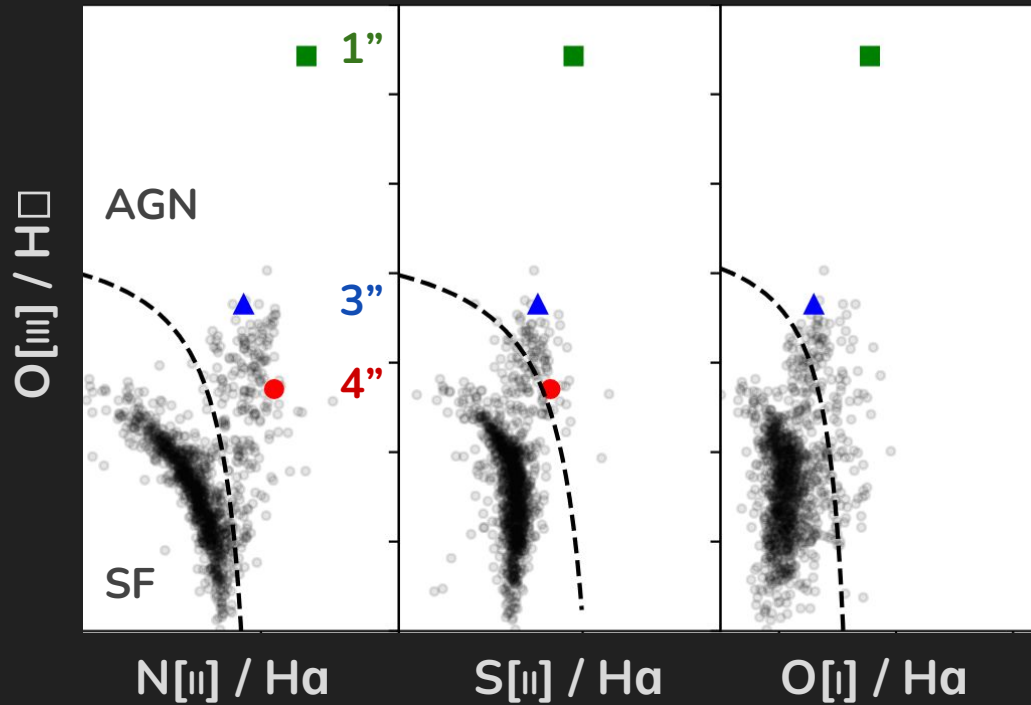 1”
AGN
3”
4”
SF
O[III] / H□
N[II] / Ha
S[II] / Ha
O[I] / Ha